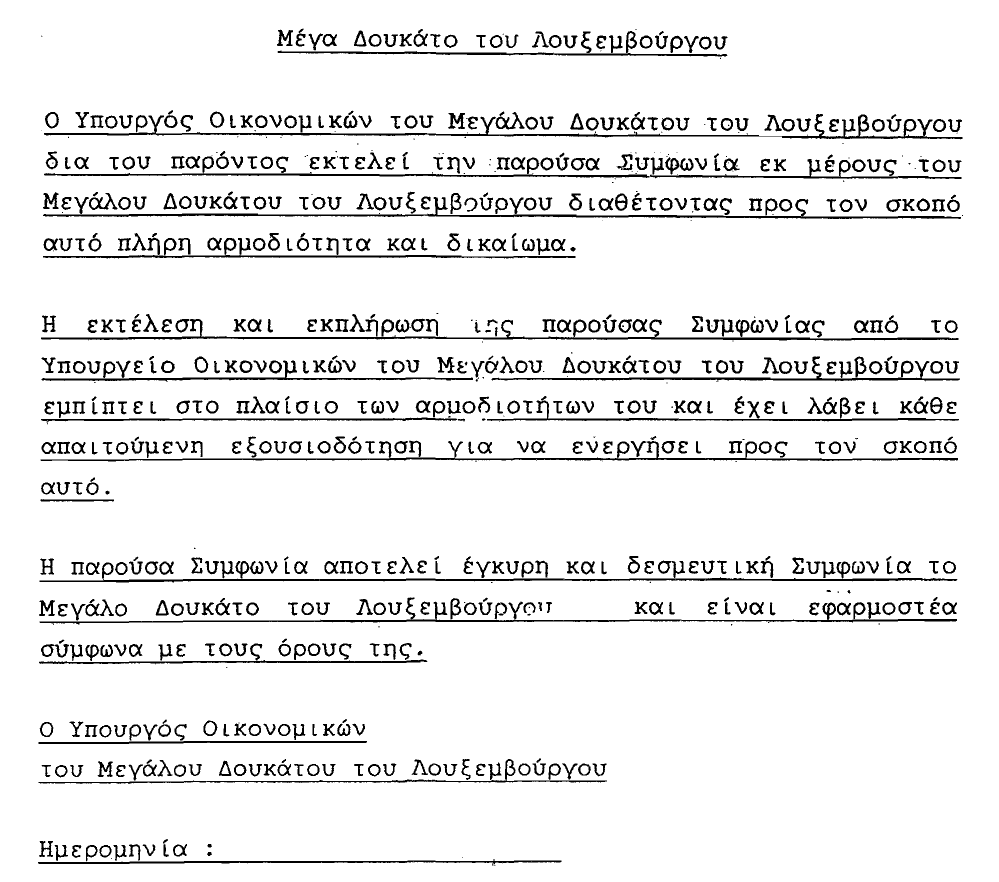 Μέγα Δουκάτο του Λουξεμβούργου
Ο Υπουργός Οικονομικών του Μεγάλου Δουκάτου του Λουξεμβούργου
δια του παρόντος εκτελεί την παρούσα Συμφωνία εκ μέρους του
Μεγάλου Δουκάτου του Λουξεμβούργου διαθέτοντας προς τον σκοπό
αυτό πλήρη αρμοδιότητα και δικαίωμα.
Η εκτέλεση και εκπλήρωση της παρούσας Συμφωνίας από το
Υπουργείο Οικονομικών του Μεγάλου Δουκάτου του Λουξεμβούργου
εμπίπτει στο πλαίσιο των αρμοδιοτήτων του και έχει λάβει κάθε
απαιτούμενη εξουσιοδότηση για να ενεργήσει προς τον σκοπό
αυτό.
Η παρούσα Συμφωνία αποτελεί έγκυρη και δεσμευτική Συμφωνία το
Μεγάλο Δουκάτο του Λουξεμβούργου και είναι εφαρμοστέα
σύμφωνα με τους όρους της.
Ο Υπουργός Οικονομικών
του Μεγάλου Δουκάτου του Λουξεμβούργου
Ημερομηνία :